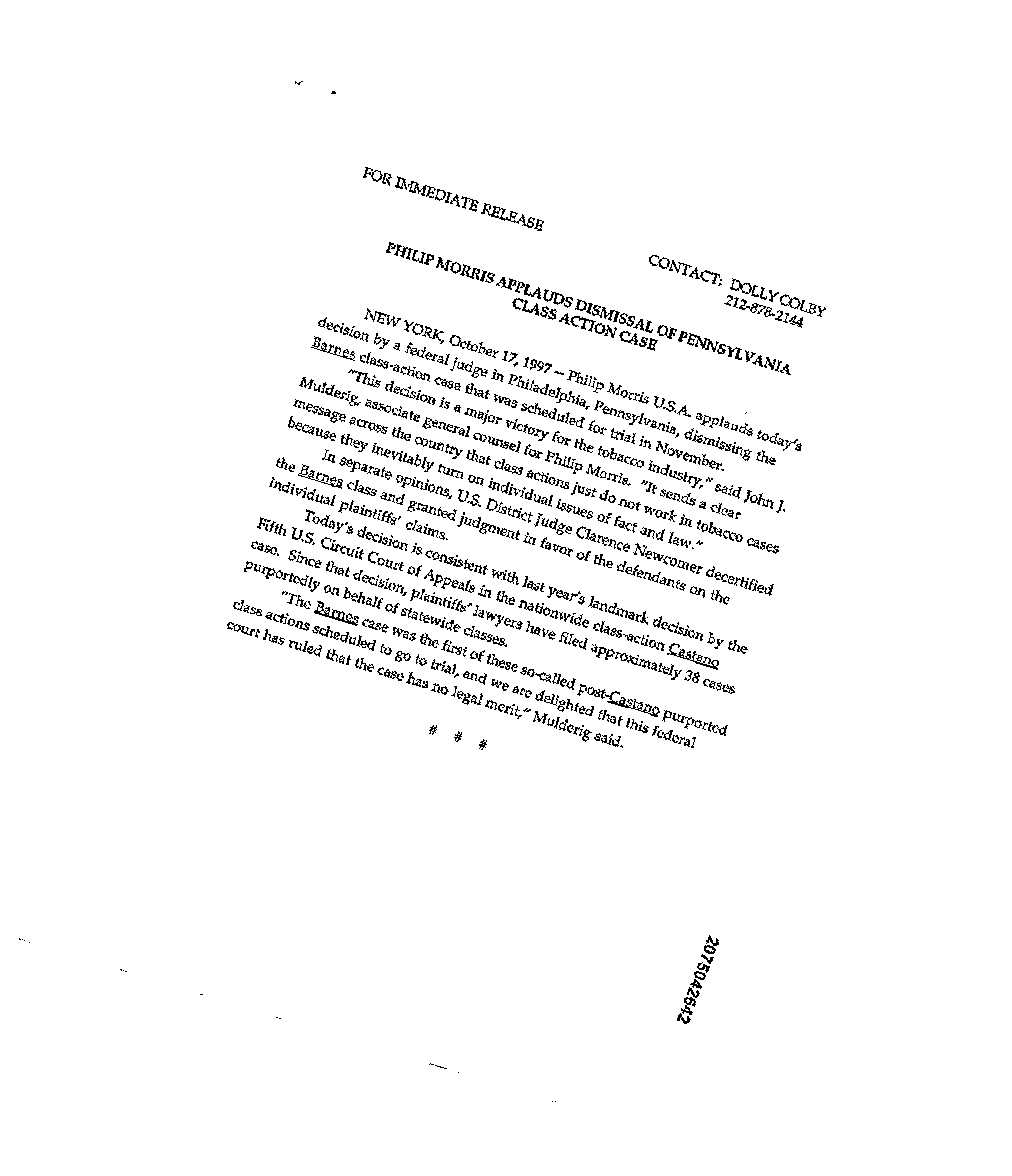 FOR IMMEDIATE RELEASE
CONTACT: DOLLY COLBY
212-878-2144
PHILIP MORRIS APPLAUDS DISMISSAL OF PENNSYLVANIA
CLASS ACTION CASE
NEW YORK, October 17, 1997 -- Philip Morris U.S.A. applauds today's
decision by a federal judge in Philadelphia, Pennsylvania, dismissing the
Barnes class-action case that was scheduled for trial in November.
"This decision is a major victory for the tobacco industry," said John J.
Mulderig, associate general counsel for Philip Morris. "It sends a clear
message across the country that class actions just do not work in tobacco cases
because they inevitably turn on individual issues of fact and law."
In separate opinions, U.S. District Judge Clarence Newcomer decertified
the Barnes class and granted judgment in favor of the defendants on the
individual plaintiffs' claims.
Today's decision is consistent with last year's landmark decision by the
Fifth U.S. Circuit Court of Appeals in the nationwide class-action Castano
case. Since that decision, plaintiffs' lawyers have filed approximately 38 cases
purportedly on behalf of statewide classes.
"The Barnes case was the first of these so-called post-Castano purported
class actions scheduled to go to trial, and we are delighted that this federal
court has ruled that the case has no legal merit," Mulderig said.
# # #
2075042642